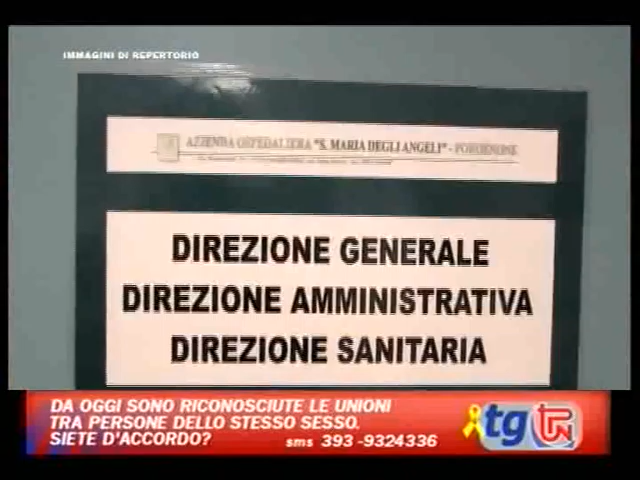 IMMAGINI DI REPERTORIO
AZIENDA OSPEDALIERA "S. MARIA DEGLI ANGELI" - PORDENONE
DIREZIONE GENERALE
DIREZIONE AMMINISTRATIVA
DIREZIONE SANITARIA
DA OGGI SONO RICONOSCIUTE LE UNIONI
TRA PERSONE DELLO STESSO SESSO.
SIETE D'ACCORDO? sms 393-9324336
tg